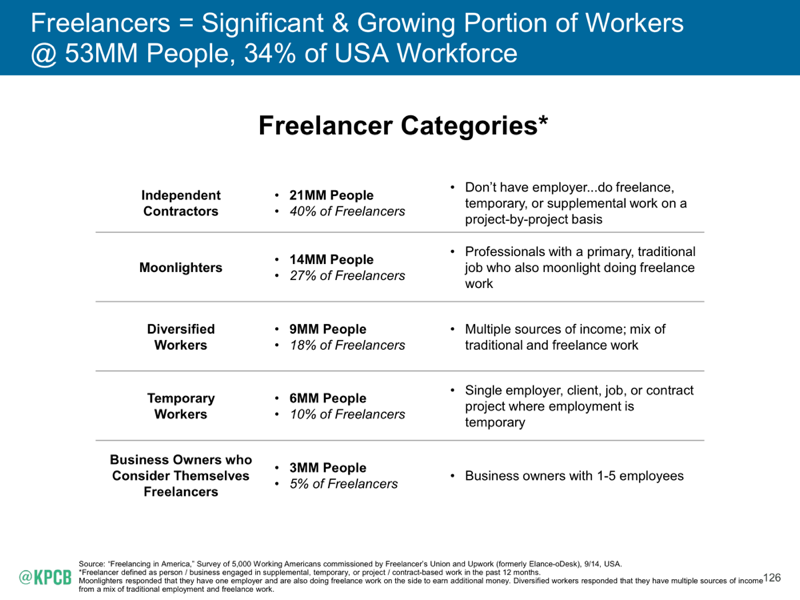 Freelancers = Significant & Growing Portion of Workers
@ 53MM People, 34% of USA Workforce
Freelancer Categories*
Independent
Contractors
• 21MM People
• 40% of Freelancers
• Don’t have employer...do freelance,
temporary, or supplemental work on a
project-by-project basis
Moonlighters
• 14MM People
• 27% of Freelancers
• Professionals with a primary, traditional
job who also moonlight doing freelance
work
Diversified
Workers
• 9MM People
• 18% of Freelancers
• Multiple sources of income; mix of
traditional and freelance work
Temporary
Workers
• 6MM People
• 10% of Freelancers
• Single employer, client, job, or contract
project where employment is
temporary
Business Owners who
Consider Themselves
Freelancers
• 3MM People
• 5% of Freelancers
• Business owners with 1-5 employees
@KPCB
Source: “Freelancing in America,” Survey of 5,000 Working Americans commissioned by Freelancer’s Union and Upwork (formerly Elance-oDesk), 9/14, USA.
*Freelancer defined as person / business engaged in supplemental, temporary, or project / contract-based work in the past 12 months.
Moonlighters responded that they have one employer and are also doing freelance work on the side to earn additional money. Diversified workers responded that they have multiple sources of income
from a mix of traditional employment and freelance work.
126